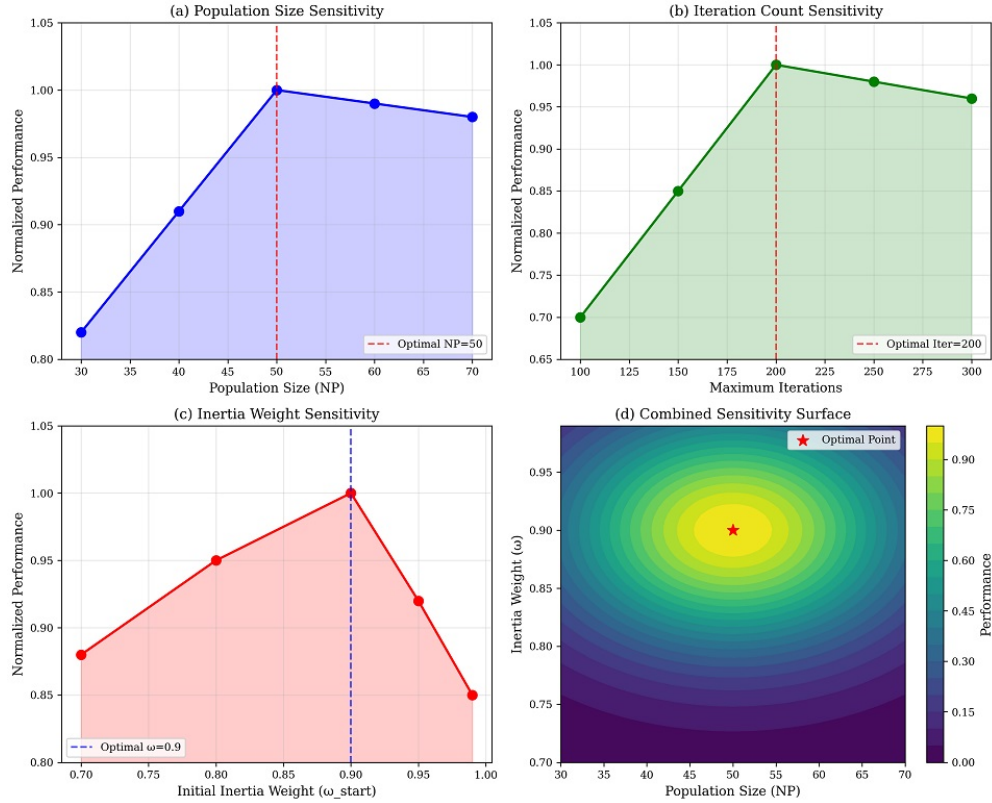 (a) Population Size Sensitivity
1.05
1.00
0.95
0.90
0.85
0.80
Normalized Performance
30 35 40 45 50 55 60 65 70
Population Size (NP)
Optimal NP=50
(b) Iteration Count Sensitivity
1.05
1.00
0.95
0.90
0.85
0.80
0.75
0.70
0.65
Normalized Performance
100 125 150 175 200 225 250 275 300
Maximum Iterations
Optimal Iter=200
(c) Inertia Weight Sensitivity
1.05
1.00
0.95
0.90
0.85
0.80
Normalized Performance
0.70 0.75 0.80 0.85 0.90 0.95 1.00
Initial Inertia Weight (ω_start)
Optimal ω=0.9
(d) Combined Sensitivity Surface
Optimal Point
0.95
0.90
0.85
0.80
0.75
0.70
Inertia Weight (ω)
30 35 40 45 50 55 60 65 70
Population Size (NP)
0.90
0.75
0.60
0.45
0.30
0.15
0.00
Performance